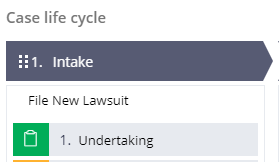 Case life cycle
1. Intake
File New Lawsuit
1. Undertaking